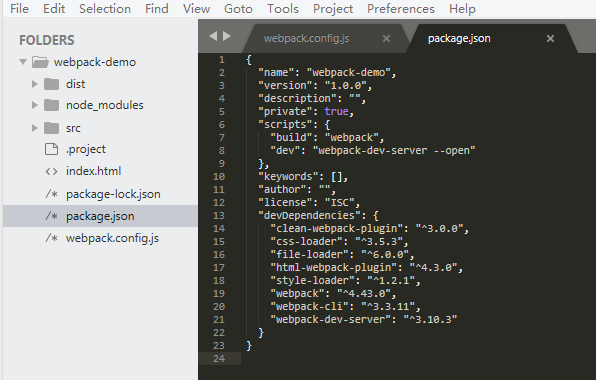 File Edit Selection Find View Goto Tools Project Preferences Help
FOLDERS
webpack-demo
dist
node_modules
src
.project
<> index.html
/* package-lock.json
/* package.json
/* webpack.config.js
webpack.config.js × package.json ×
1 {
2 "name": "webpack-demo",
3 "version": "1.0.0",
4 "description": "",
5 "private": true,
6 "scripts": {
7 "build": "webpack",
8 "dev": "webpack-dev-server --open"
9 },
10 "keywords": [],
11 "author": "",
12 "license": "ISC",
13 "devDependencies": {
14 "clean-webpack-plugin": "^3.0.0",
15 "css-loader": "^3.5.3",
16 "file-loader": "^6.0.0",
17 "html-webpack-plugin": "^4.3.0",
18 "style-loader": "^1.2.1",
19 "webpack": "^4.43.0",
20 "webpack-cli": "^3.3.11",
21 "webpack-dev-server": "^3.10.3"
22 }
23 }
24